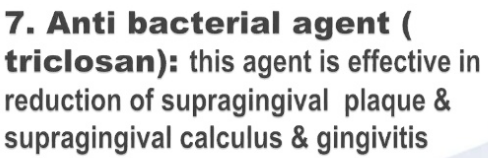 7. Anti bacterial agent (
triclosan): this agent is effective in
reduction of supragingival plaque &
supragingival calculus & gingivitis